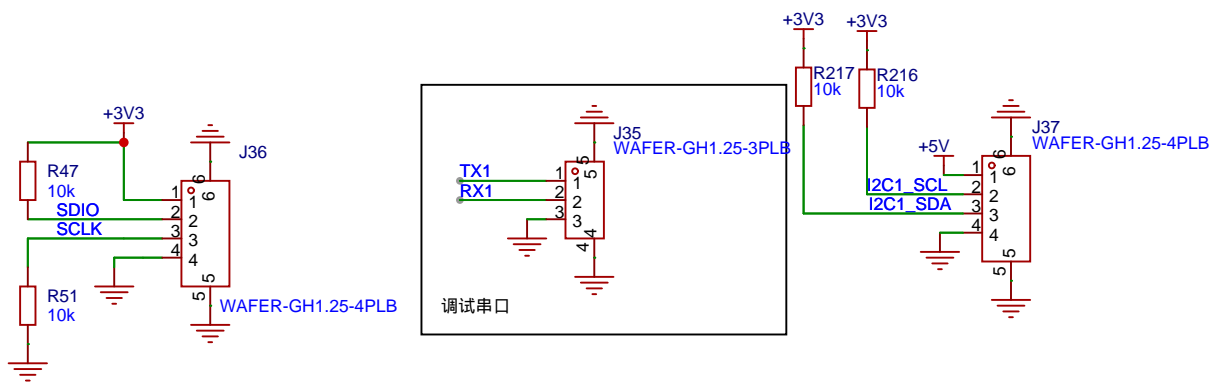 +3V3
R47
10k
SDIO
SCLK
R51
10k
J36
1
2
3
4
1
2
3
4
6
6
5
5
WAFER-GH1.25-4PLB
TX1
RX1
J35
WAFER-GH1.25-3PLB
1
2
3
1
2
3
5
5
4
4
调试串口
+3V3
+3V3
R217
10k
R216
10k
+5V
I2C1_SCL
I2C1_SDA
J37
WAFER-GH1.25-4PLB
1
2
3
4
1
2
3
4
6
6
5
5